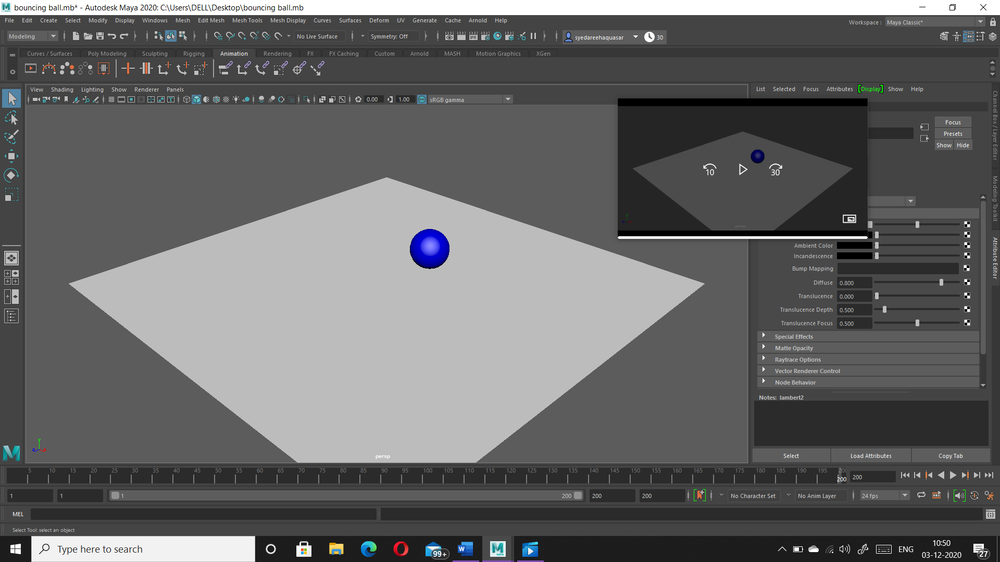 bouncing ball.mb* - Autodesk Maya 2020: C:\Users\DELL\Desktop\bouncing ball.mb
File Edit Create Select Modify Display Windows Mesh Edit Mesh Mesh Tools Mesh Display Curves Surfaces Deform UV Generate Cache Arnold Help
Workspace : Maya Classic*
Modeling No Live Surface Symmetry: Off IPR syedareehaquasar 30
Curves / Surfaces Poly Modeling Sculpting Rigging Animation Rendering FX FX Caching Custom Arnold MASH Motion Graphics XGen
View Shading Lighting Show Renderer Panels
0.00 1.00 ON sRGB gamma
List Selected Focus Attributes Display Show Help
Focus
Presets
Show Hide
10 30
persp
Ambient Color
Incandescence
Bump Mapping
Diffuse 0.800
Translucence 0.000
Translucence Depth 0.500
Translucence Focus 0.500
Special Effects
Matte Opacity
Raytrace Options
Vector Renderer Control
Node Behavior
Notes: lambert2
Select Load Attributes Copy Tab
Channel Box / Layer Editor
Modeling Toolkit
Attribute Editor
y
z x
persp
5 10 15 20 25 30 35 40 45 50 55 60 65 70 75 80 85 90 95 100 105 110 115 120 125 130 135 140 145 150 155 160 165 170 175 180 185 190 195 200
200 200
1 1 1 200 200 200 No Character Set No Anim Layer 24 fps
MEL
Select Tool: select an object
Type here to search
99+
W
MAYA
ENG
10:50
03-12-2020
27